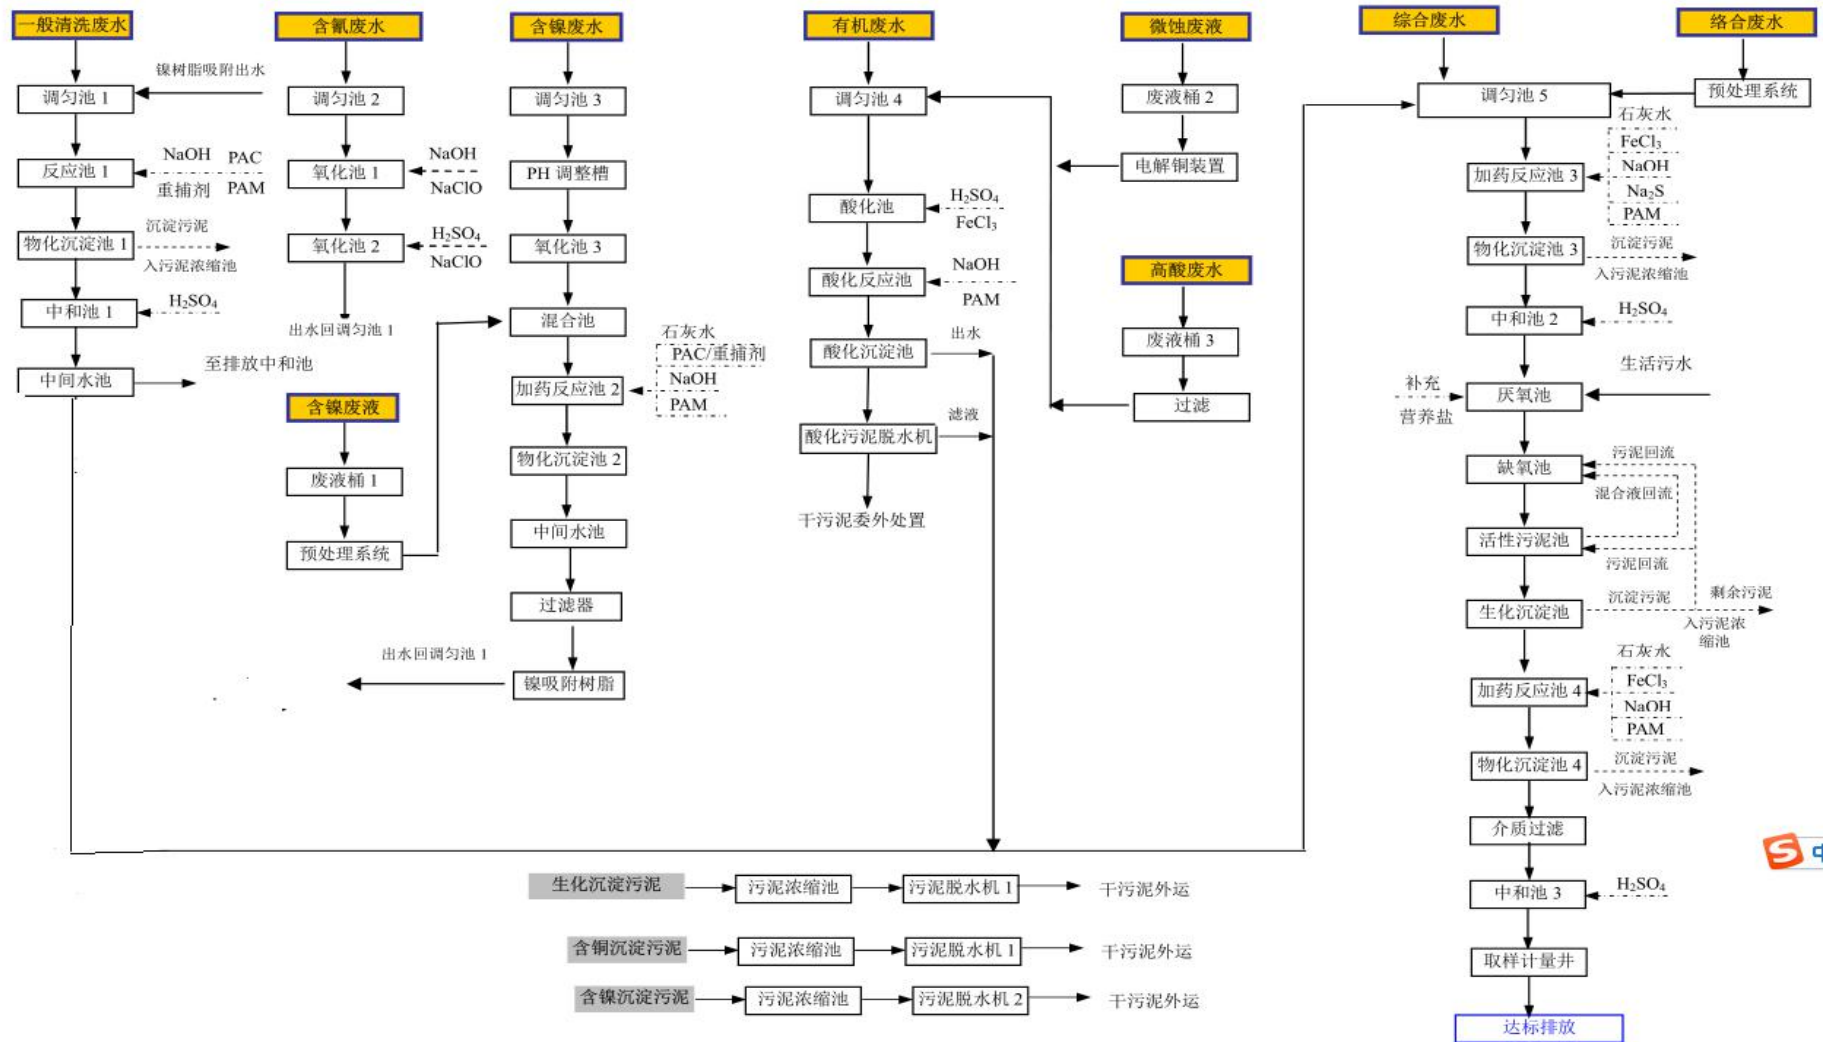 一般清洗废水
镍树脂吸附出水
调匀池 1
NaOH PAC
反应池 1
重捕剂 PAM
沉淀污泥
物化沉淀池 1
入污泥浓缩池
H₂SO₄
中和池 1
至排放中和池
中间水池
含氰废水
调匀池 2
NaOH
氧化池 1
NaClO
H₂SO₄
氧化池 2
NaClO
出水回调匀池 1
含镍废液
废液桶 1
预处理系统
含镍废水
调匀池 3
PH 调整槽
氧化池 3
混合池
石灰水
PAC/重捕剂
加药反应池 2
NaOH
PAM
物化沉淀池 2
中间水池
过滤器
出水回调匀池 1
镍吸附树脂
有机废水
调匀池 4
H₂SO₄
酸化池
FeCl₃
NaOH
酸化反应池
PAM
出水
酸化沉淀池
滤液
酸化污泥脱水机
干污泥委外处置
微蚀废液
废液桶 2
电解铜装置
高酸废水
废液桶 3
过滤
综合废水
络合废水
调匀池 5
预处理系统
石灰水
FeCl₃
加药反应池 3
NaOH
Na₂S
PAM
沉淀污泥
物化沉淀池 3
入污泥浓缩池
H₂SO₄
中和池 2
生活污水
补充
厌氧池
营养盐
污泥回流
缺氧池
混合液回流
活性污泥池
污泥回流
沉淀污泥
剩余污泥
生化沉淀池
入污泥浓
缩池
石灰水
FeCl₃
加药反应池 4
NaOH
PAM
沉淀污泥
物化沉淀池 4
入污泥浓缩池
介质过滤
H₂SO₄
中和池 3
取样计量井
达标排放
生化沉淀污泥
污泥浓缩池
污泥脱水机 1
干污泥外运
含铜沉淀污泥
污泥浓缩池
污泥脱水机 1
干污泥外运
含镍沉淀污泥
污泥浓缩池
污泥脱水机 2
干污泥外运